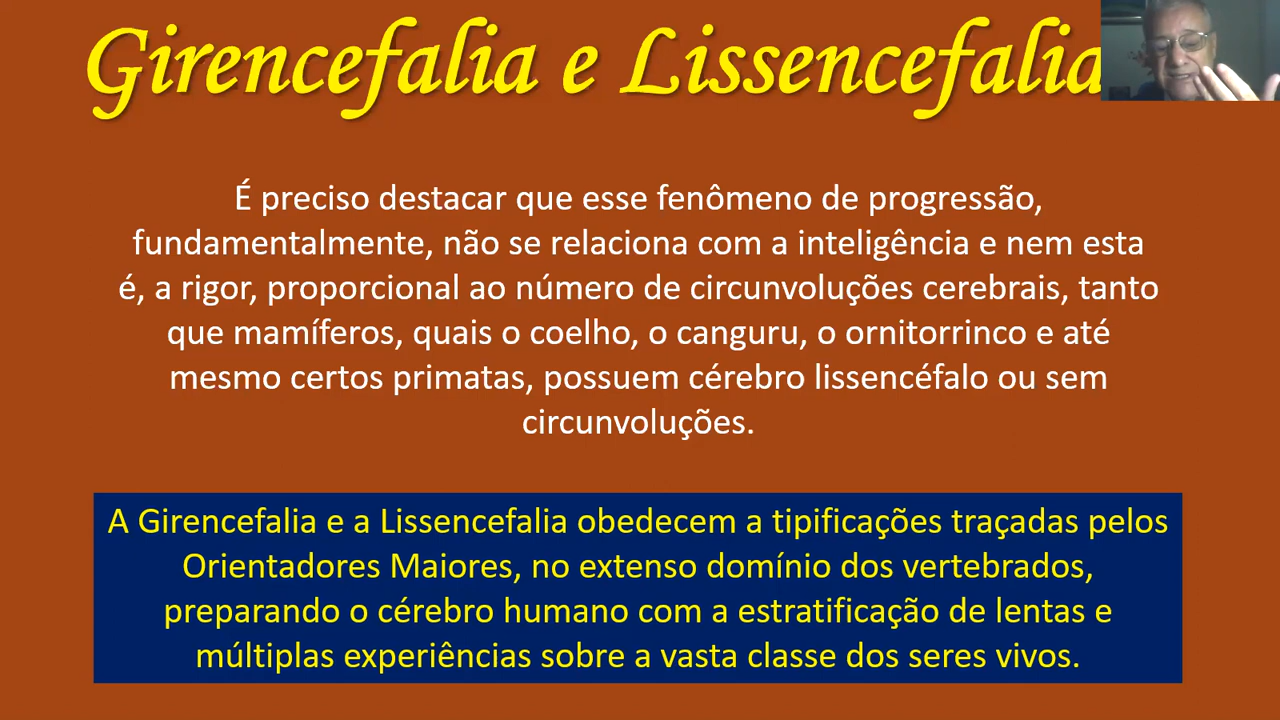 Girencefalia e Lissencefalia
É preciso destacar que esse fenômeno de progressão,
fundamentalmente, não se relaciona com a inteligência e nem esta
é, a rigor, proporcional ao número de circunvoluções cerebrais, tanto
que mamíferos, quais o coelho, o canguru, o ornitorrinco e até
mesmo certos primatas, possuem cérebro lissencéfalo ou sem
circunvoluções.
A Girencefalia e a Lissencefalia obedecem a tipificações traçadas pelos
Orientadores Maiores, no extenso domínio dos vertebrados,
preparando o cérebro humano com a estratificação de lentas e
múltiplas experiências sobre a vasta classe dos seres vivos.